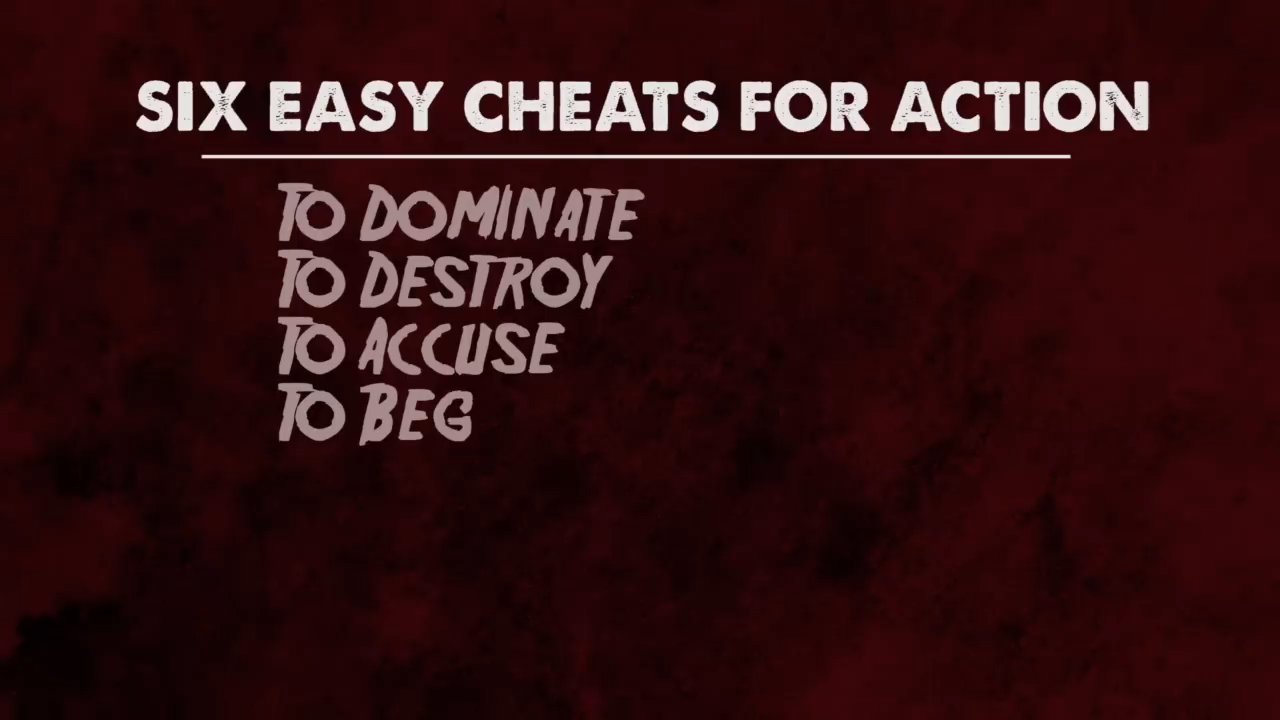 SIX EASY CHEATS FOR ACTION
TO DOMINATE
TO DESTROY
TO ACCUSE
TO BEG